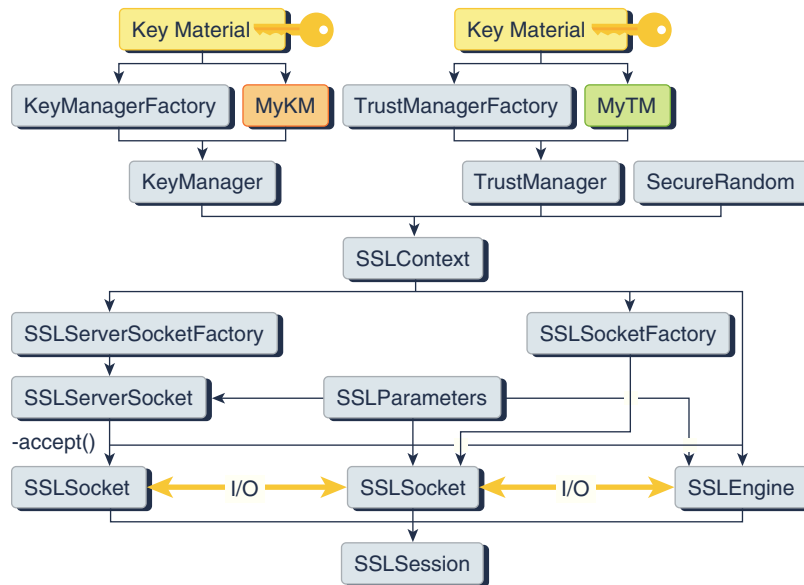 Key Material
Key Material
KeyManagerFactory
MyKM
TrustManagerFactory
MyTM
KeyManager
TrustManager
SecureRandom
SSLContext
SSLServerSocketFactory
SSLSocketFactory
SSLServerSocket
SSLParameters
-accept()
SSLSocket
I/O
SSLSocket
I/O
SSLEngine
SSLSession